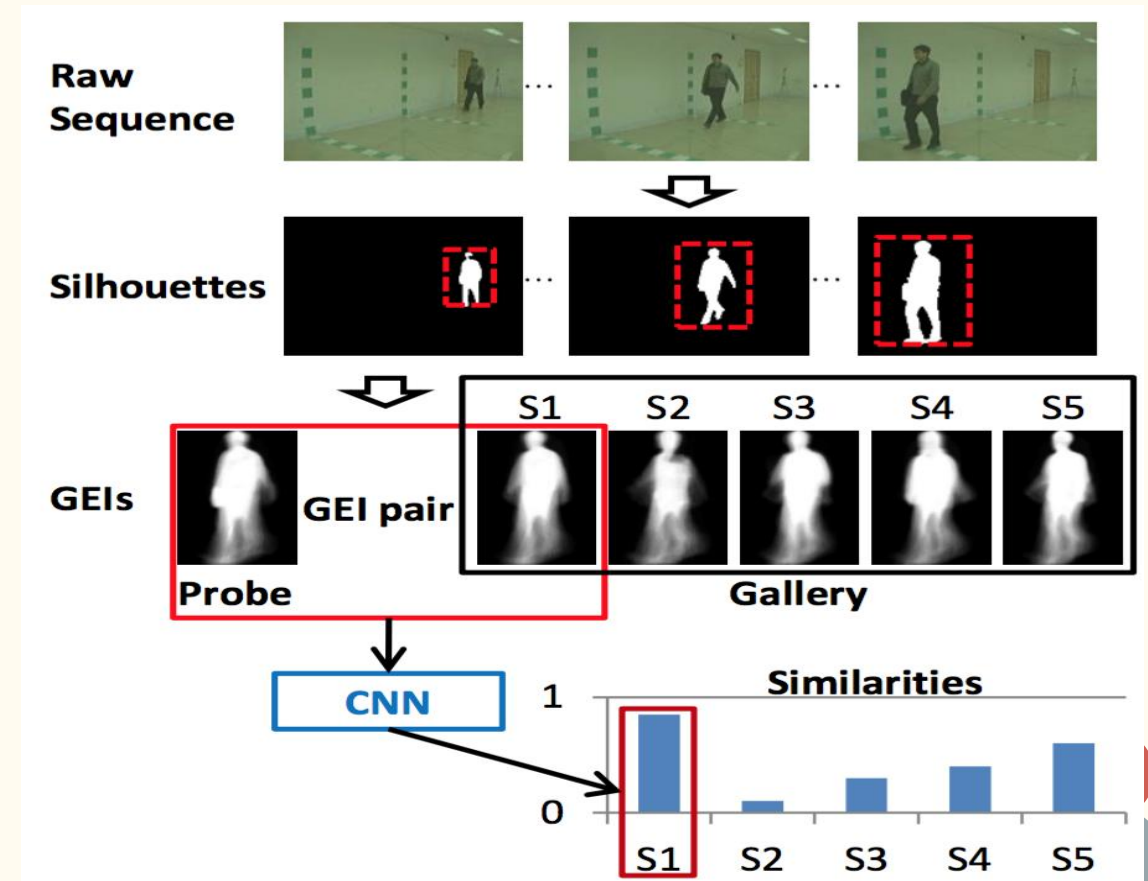 Raw
Sequence
...
...
Silhouettes
...
...
S1 S2 S3 S4 S5
GEIs
GEI pair
Probe
Gallery
CNN
Similarities
1
0
S1 S2 S3 S4 S5